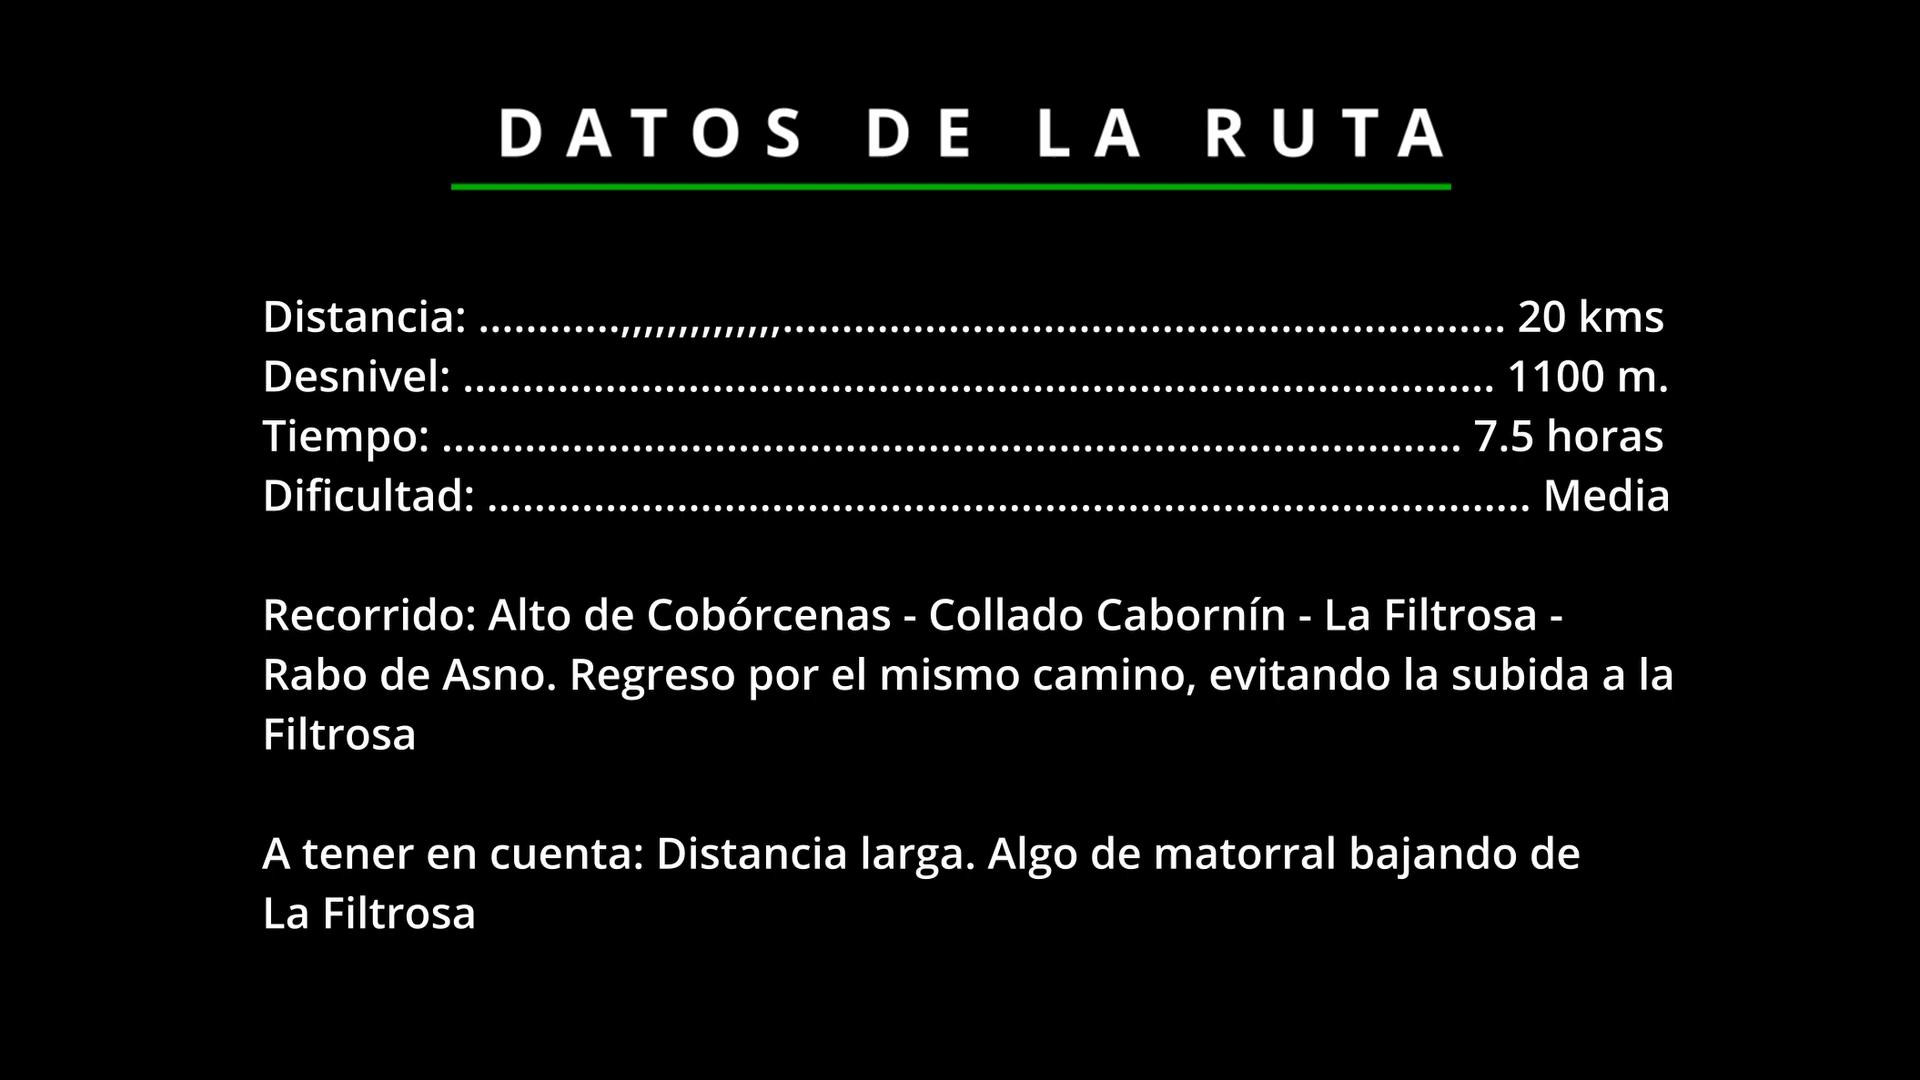 DATOS DE LA RUTA
Distancia: ............,,,,,,,,,,,,,,............................................................. 20 kms
Desnivel: ....................................................................................... 1100 m.
Tiempo: ...................................................................................... 7.5 horas
Dificultad: ........................................................................................ Media
Recorrido: Alto de Cobórcenas - Collado Cabornín - La Filtrosa -
Rabo de Asno. Regreso por el mismo camino, evitando la subida a la
Filtrosa
A tener en cuenta: Distancia larga. Algo de matorral bajando de
La Filtrosa